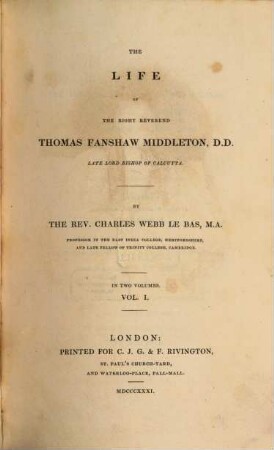 THE
LIFE
OF
THE RIGHT REVEREND
THOMAS FANSHAW MIDDLETON, D.D.
LATE LORD BISHOP OF CALCUTTA.
BY
THE REV. CHARLES WEBB LE BAS, M.A.
PROFESSOR IN THE EAST INDIA COLLEGE, HERTFORDSHIRE,
AND LATE FELLOW OF TRINITY COLLEGE, CAMBRIDGE.
IN TWO VOLUMES.
VOL. I.
LONDON:
PRINTED FOR C. J. G. & F. RIVINGTON,
ST. PAUL'S CHURCH-YARD,
AND WATERLOO-PLACE, PALL-MALL.
MDCCCXXXI.